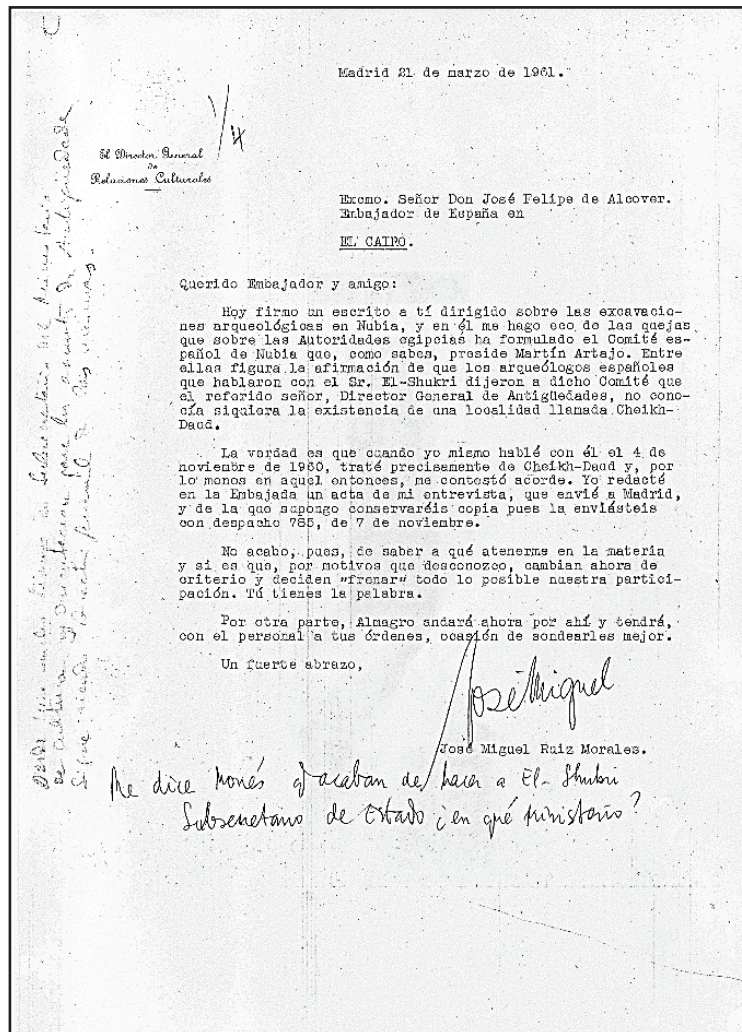 Madrid 21 de marzo de 1961.
El Director General
de
Relaciones Culturales
Excmo. Señor Don José Felipe de Alcover.
Embajador de España en
EL CAIRO.
Querido Embajador y amigo:
Hoy firmo un escrito a tí dirigido sobre las excavacio-
nes arqueológicas en Nubia, y en él me hago eco de las quejas
que sobre las Autoridades egipcias ha formulado el Comité es-
pañol de Nubia que, como sabes, preside Martín Artajo. Entre
ellas figura la afirmación de que los arqueólogos españoles
que hablaron con el Sr. El-Shukri dijeron a dicho Comité que
el referido señor, Director General de Antigüedades, no cono-
cía siquiera la existencia de una localidad llamada Cheikh-
Daud.
La verdad es que cuando yo mismo hablé con él el 4 de
noviembre de 1960, traté precisamente de Cheikh-Daud y, por
lo monos en aquel entonces, me contestó acorde. Yo redacté
en la Embajada un acta de mi entrevista, que envié a Madrid,
y de la que supongo conservaréis copia pues la enviásteis
con despacho 785, de 7 de noviembre.
No acabo, pues, de saber a qué atenerme en la materia
y si es que, por motivos que desconozco, cambian ahora de
criterio y deciden "frenar" todo lo posible nuestra partici-
pación. Tú tienes la palabra.
Por otra parte, Almagro andará ahora por ahí y tendrá,
con el personal a tus órdenes, ocasión de sondearles mejor.
Un fuerte abrazo,
José Miguel
José Miguel Ruiz Morales.
Me dice Monés q acaban de hacer a El-Shukri
Subsecretario de Estado ¿en qué ministerio?